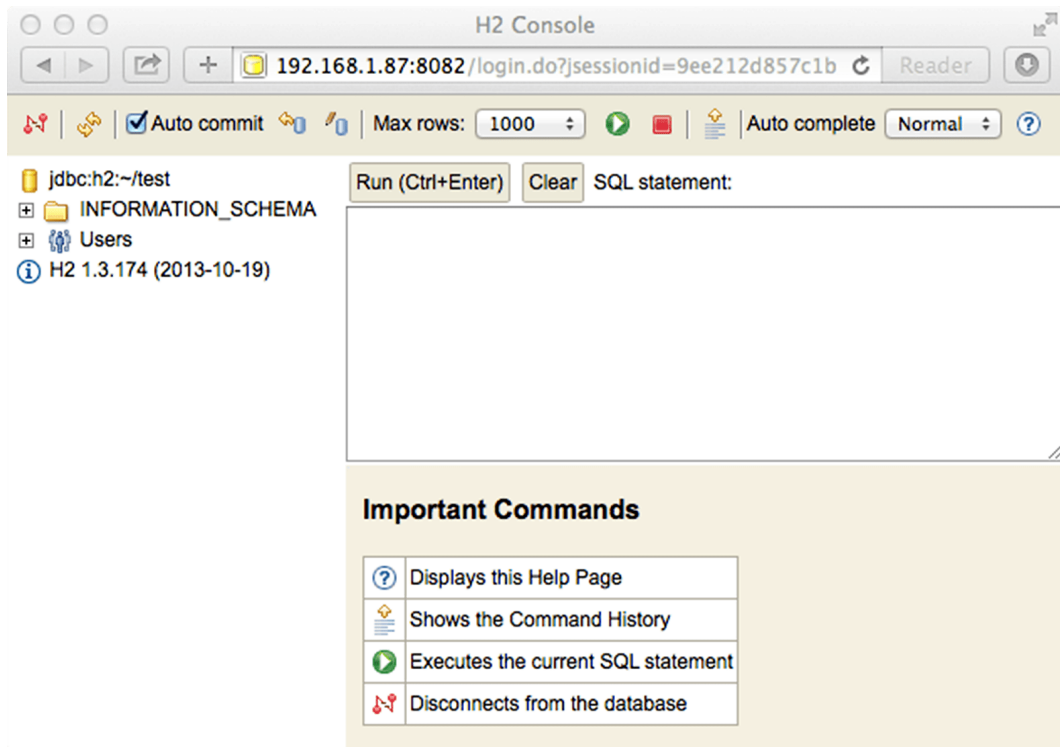 H2 Console
192.168.1.87:8082/login.do?jsessionid=9ee212d857c1b Reader
Auto commit Max rows: 1000 Auto complete Normal
jdbc:h2:~/test
INFORMATION_SCHEMA
Users
H2 1.3.174 (2013-10-19)
Run (Ctrl+Enter) Clear SQL statement:
Important Commands
Displays this Help Page
Shows the Command History
Executes the current SQL statement
Disconnects from the database